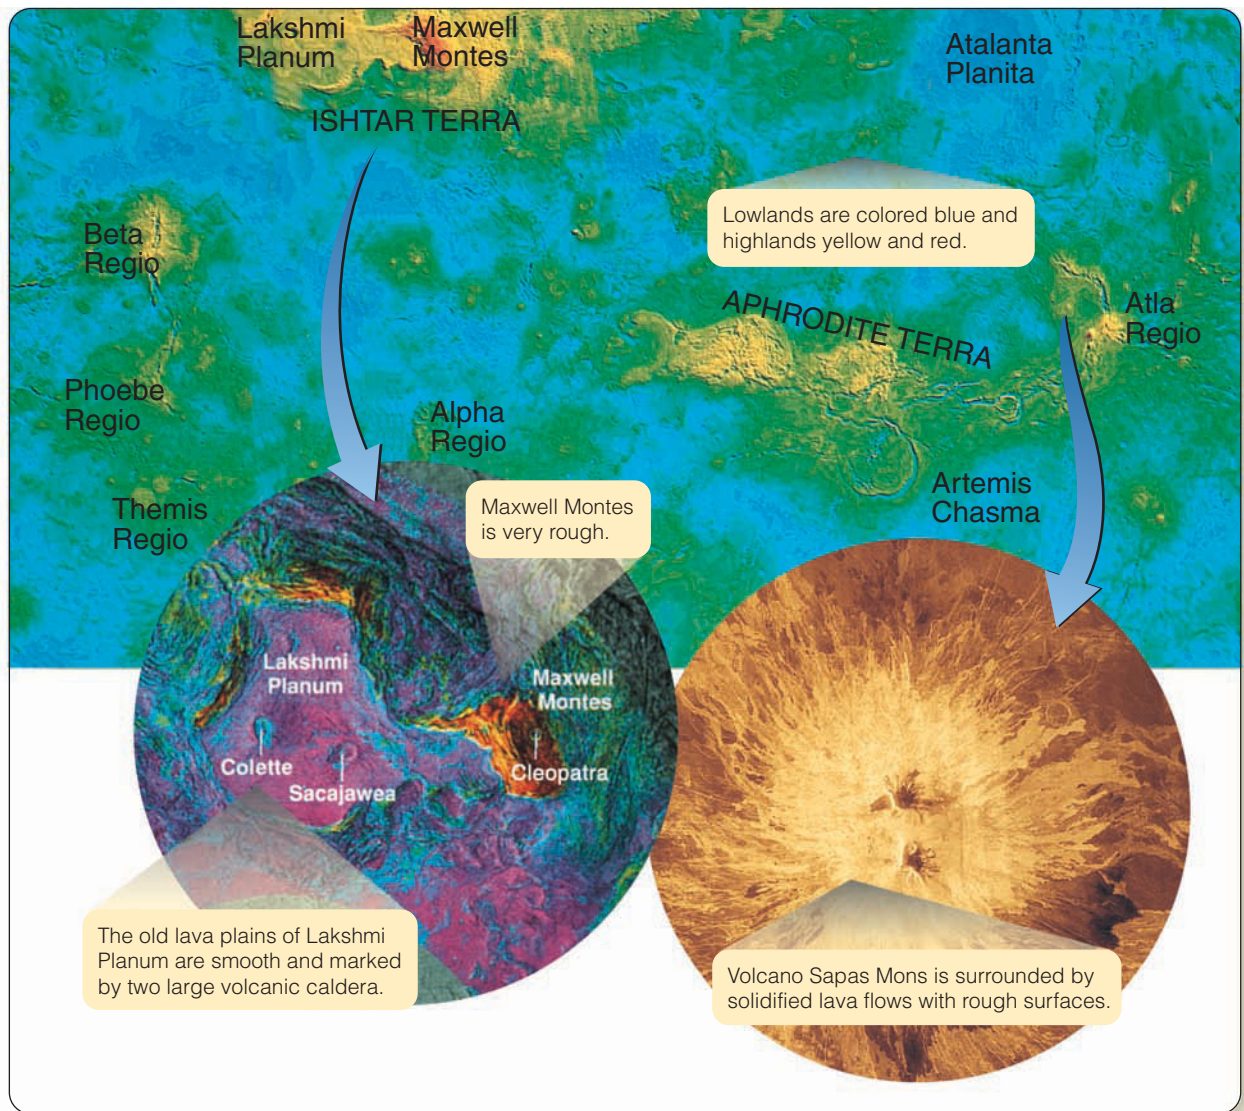 Lakshmi
Planum
Maxwell
Montes
Atalanta
Planita
ISHTAR TERRA
Lowlands are colored blue and
highlands yellow and red.
Beta
Regio
APHRODITE TERRA
Atla
Regio
Phoebe
Regio
Alpha
Regio
Artemis
Chasma
Themis
Regio
Maxwell Montes
is very rough.
Lakshmi
Planum
Maxwell
Montes
Colette
Sacajawea
Cleopatra
The old lava plains of Lakshmi
Planum are smooth and marked
by two large volcanic caldera.
Volcano Sapas Mons is surrounded by
solidified lava flows with rough surfaces.